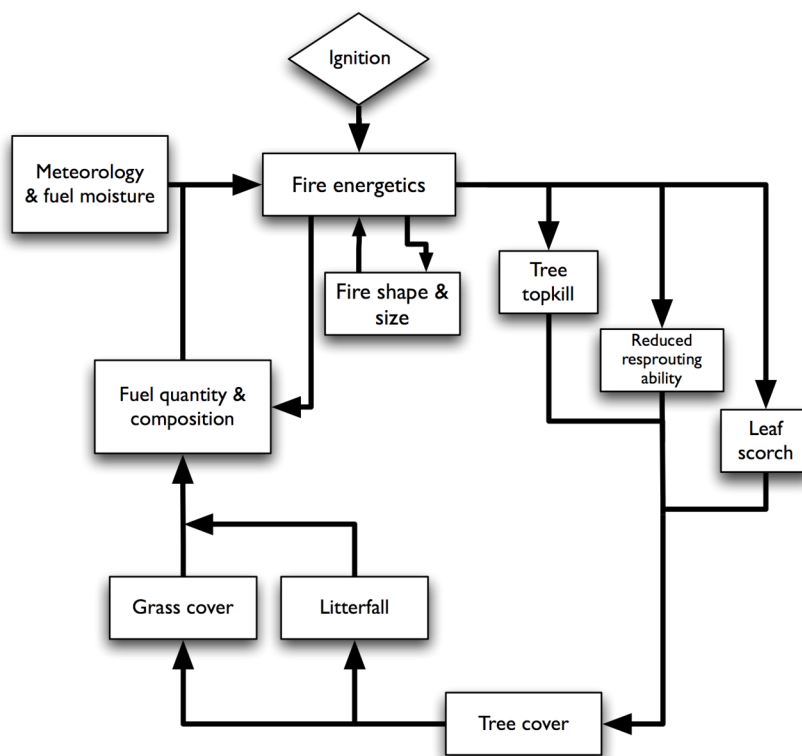 Ignition
Meteorology
& fuel moisture
Fire energetics
Tree
topkill
Fire shape &
size
Reduced
resprouting
ability
Fuel quantity &
composition
Leaf
scorch
Grass cover
Litterfall
Tree cover